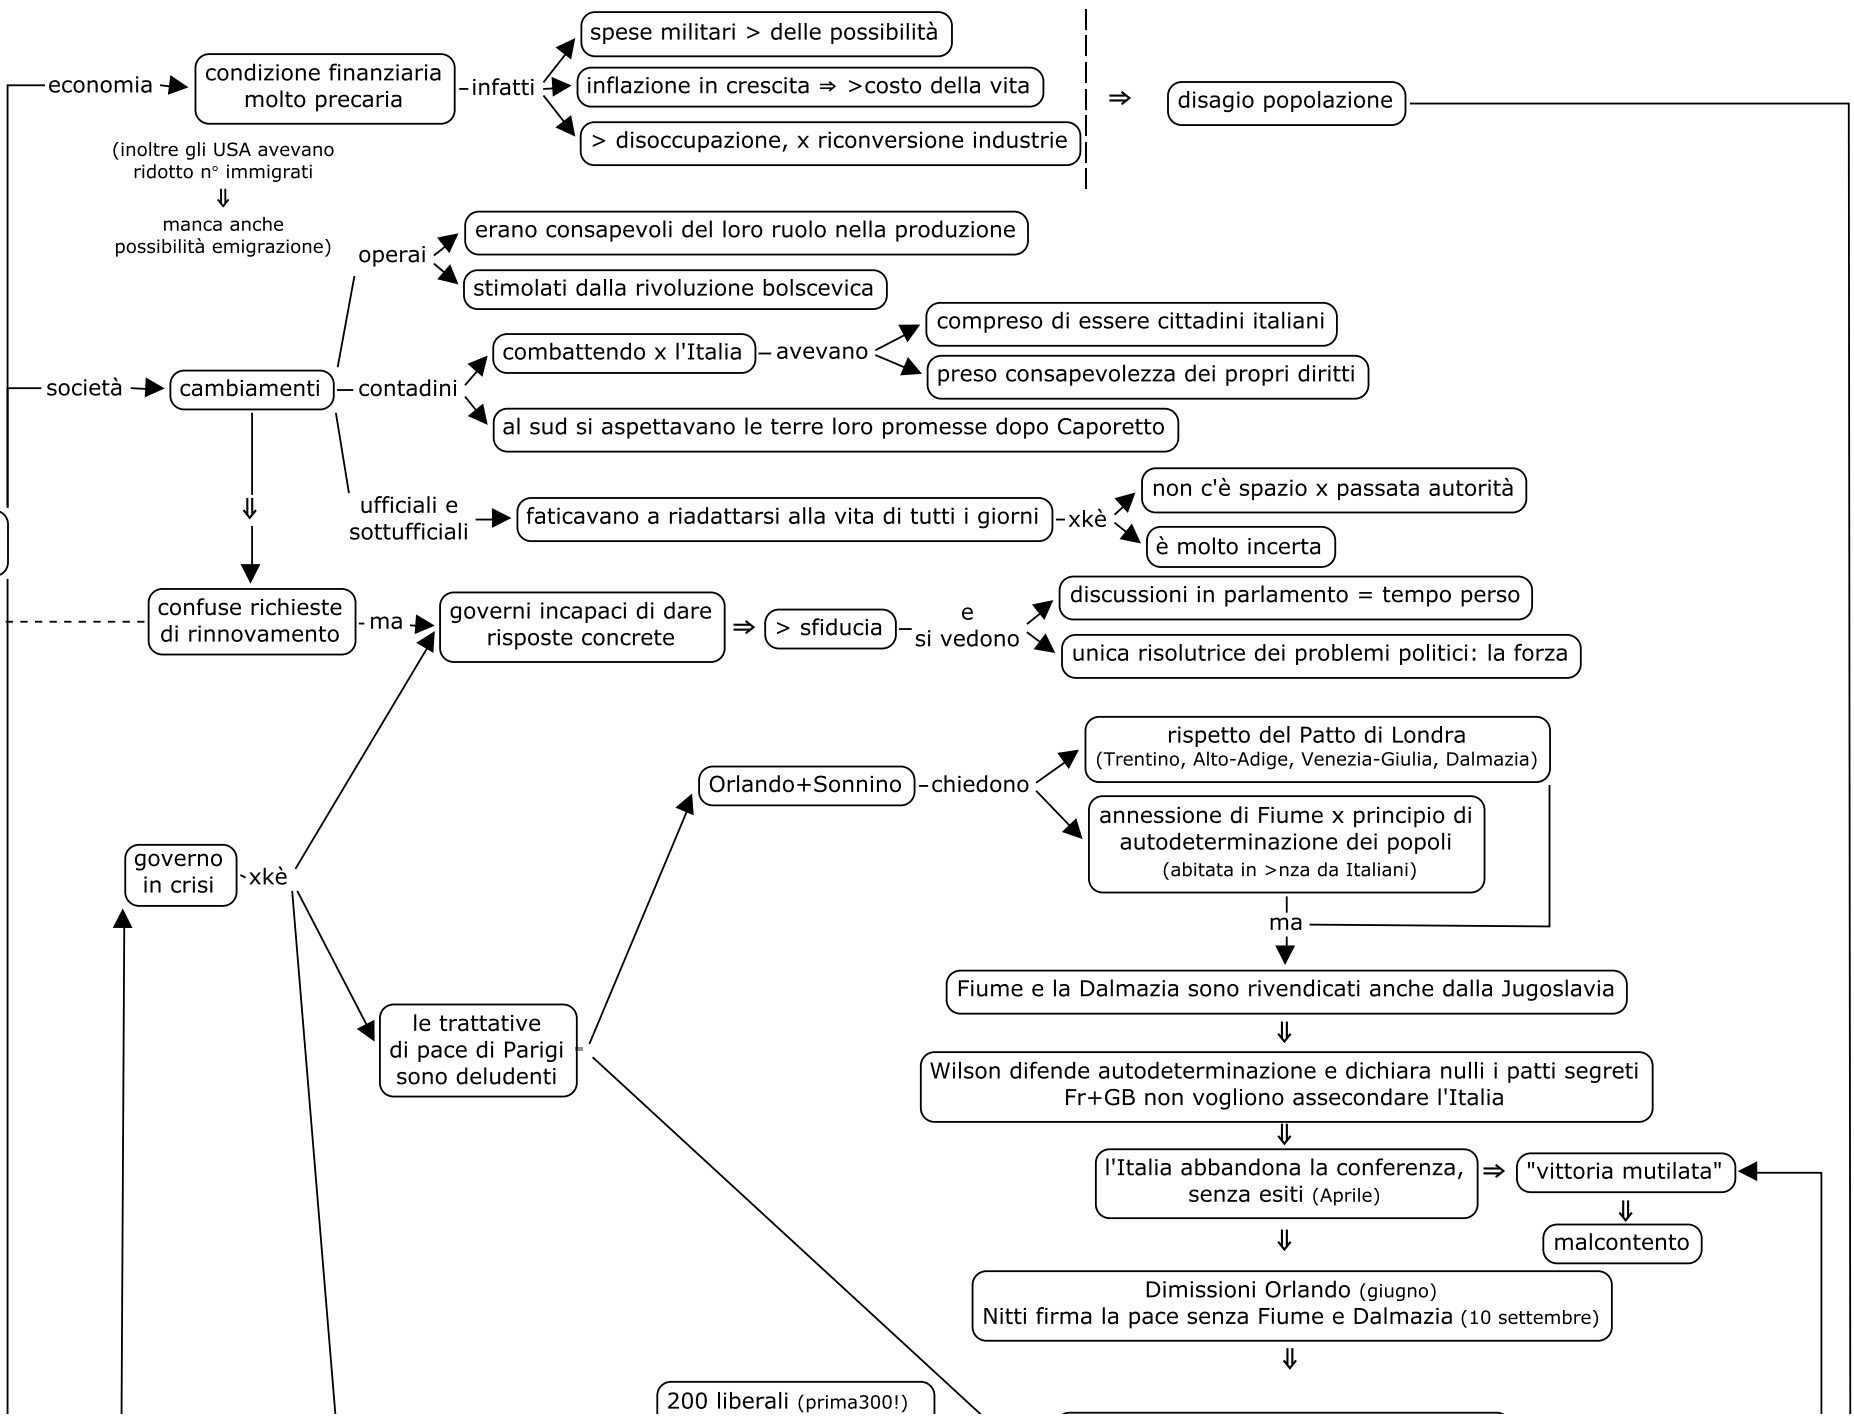 spese militari > delle possibilità
economia
condizione finanziaria
molto precaria
infatti
inflazione in crescita ⇒ >costo della vita
⇒
disagio popolazione
> disoccupazione, x riconversione industrie
(inoltre gli USA avevano
ridotto n° immigrati
⇓
manca anche
possibilità emigrazione)
operai
erano consapevoli del loro ruolo nella produzione
stimolati dalla rivoluzione bolscevica
società
cambiamenti
contadini
combattendo x l'Italia
avevano
compreso di essere cittadini italiani
preso consapevolezza dei propri diritti
al sud si aspettavano le terre loro promesse dopo Caporetto
⇓
ufficiali e
sottufficiali
faticavano a riadattarsi alla vita di tutti i giorni
xkè
non c'è spazio x passata autorità
è molto incerta
confuse richieste
di rinnovamento
ma
governi incapaci di dare
risposte concrete
⇒
> sfiducia
e
si vedono
discussioni in parlamento = tempo perso
unica risolutrice dei problemi politici: la forza
governo
in crisi
xkè
Orlando+Sonnino
chiedono
rispetto del Patto di Londra
(Trentino, Alto-Adige, Venezia-Giulia, Dalmazia)
annessione di Fiume x principio di
autodeterminazione dei popoli
(abitata in >nza da Italiani)
ma
Fiume e la Dalmazia sono rivendicati anche dalla Jugoslavia
⇓
le trattative
di pace di Parigi
sono deludenti
Wilson difende autodeterminazione e dichiara nulli i patti segreti
Fr+GB non vogliono assecondare l'Italia
⇓
l'Italia abbandona la conferenza,
senza esiti (Aprile)
⇒
"vittoria mutilata"
⇓
malcontento
⇓
Dimissioni Orlando (giugno)
Nitti firma la pace senza Fiume e Dalmazia (10 settembre)
⇓
200 liberali (prima300!)